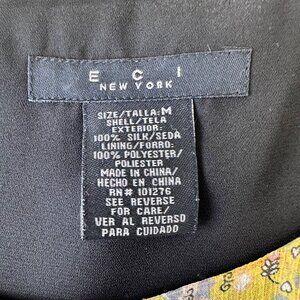 E C I
NEW YORK
SIZE/TALLA: M
SHELL/TELA
EXTERIOR:
100% SILK/SEDA
LINING/FORRO:
100% POLYESTER/
POLIESTER
MADE IN CHINA/
HECHO EN CHINA
RN# 101276
SEE REVERSE
FOR CARE/
VER AL REVERSO
PARA CUIDADO